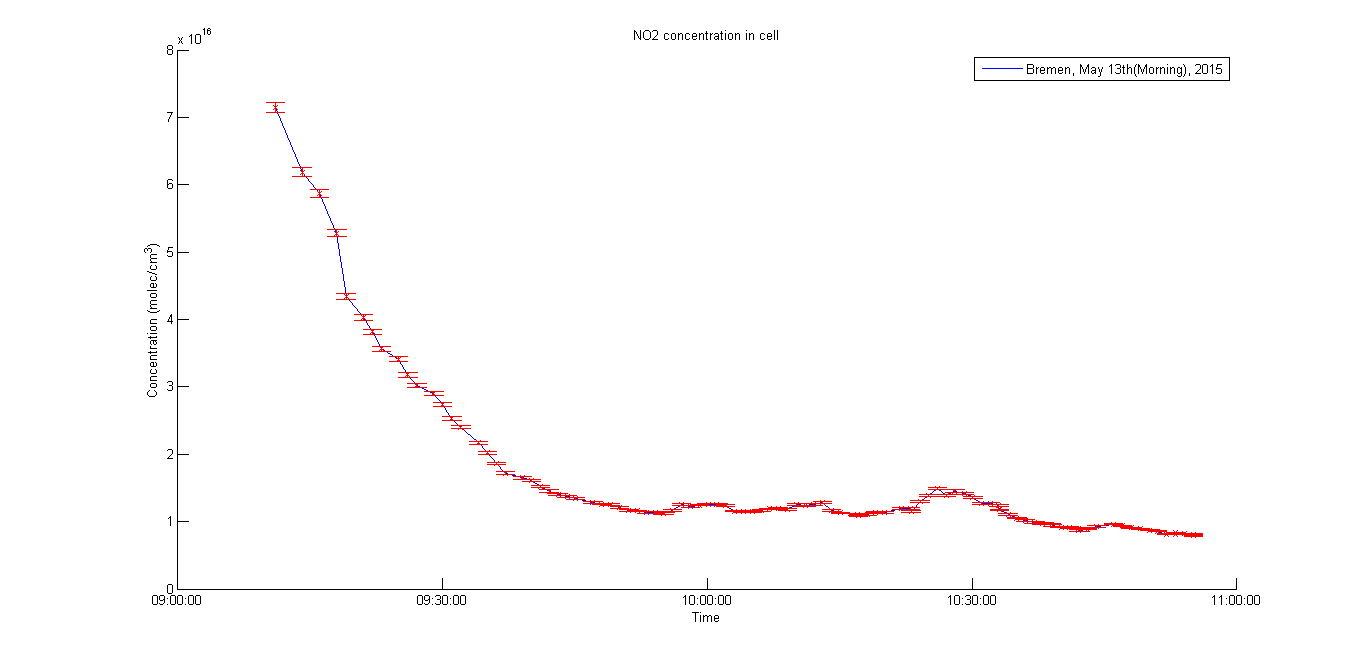 NO2 concentration in cell
x 10^16
Bremen, May 13th(Morning), 2015
8
7
6
5
4
3
2
1
0
Concentration (molec/cm^3)
09:00:00 09:30:00 10:00:00 10:30:00 11:00:00
Time